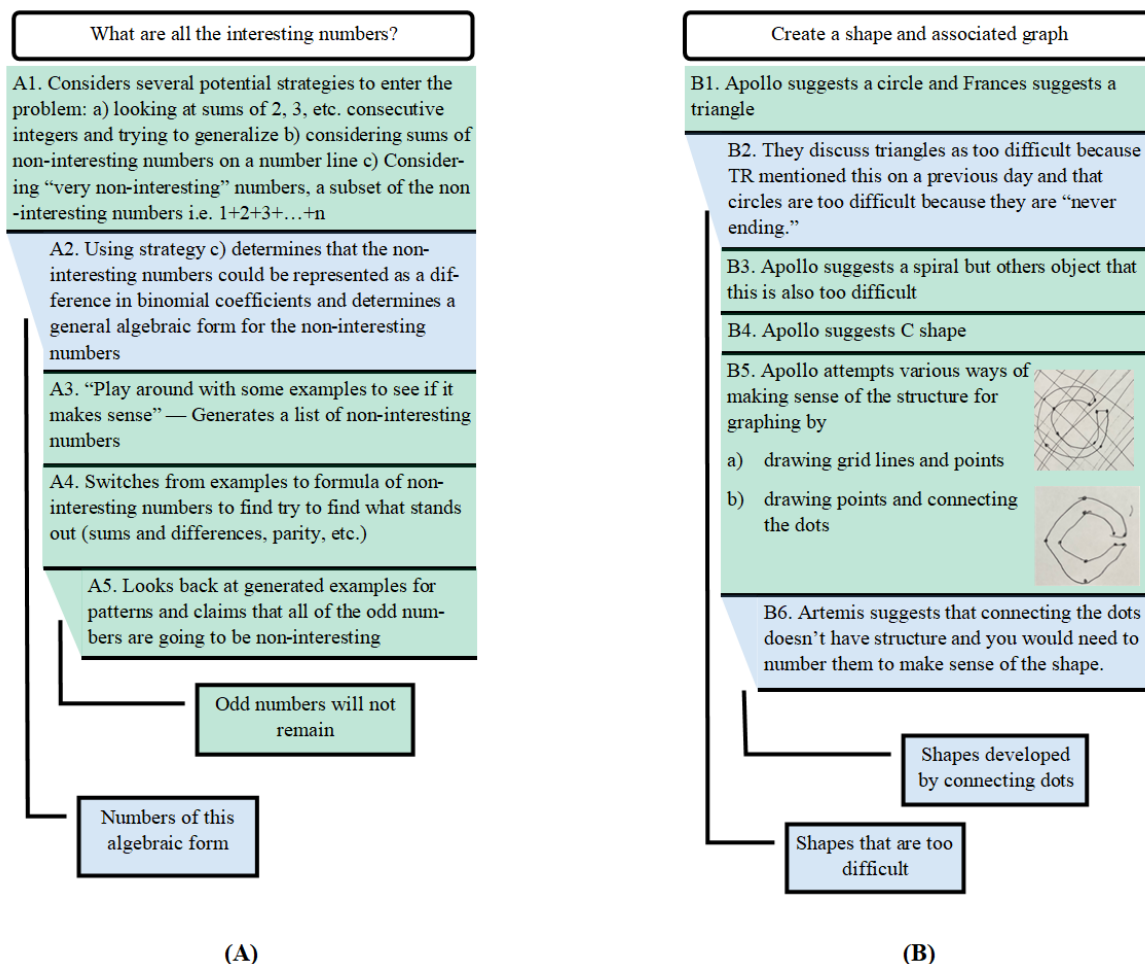 What are all the interesting numbers?
A1. Considers several potential strategies to enter the
problem: a) looking at sums of 2, 3, etc. consecutive
integers and trying to generalize b) considering sums of
non-interesting numbers on a number line c) Consider-
ing “very non-interesting” numbers, a subset of the non
-interesting numbers i.e. 1+2+3+…+n
A2. Using strategy c) determines that the non-
interesting numbers could be represented as a dif-
ference in binomial coefficients and determines a
general algebraic form for the non-interesting
numbers
A3. “Play around with some examples to see if it
makes sense” — Generates a list of non-interesting
numbers
A4. Switches from examples to formula of non-
interesting numbers to find try to find what stands
out (sums and differences, parity, etc.)
A5. Looks back at generated examples for
patterns and claims that all of the odd num-
bers are going to be non-interesting
Odd numbers will not
remain
Numbers of this
algebraic form
(A)
Create a shape and associated graph
B1. Apollo suggests a circle and Frances suggests a
triangle
B2. They discuss triangles as too difficult because
TR mentioned this on a previous day and that
circles are too difficult because they are “never
ending.”
B3. Apollo suggests a spiral but others object that
this is also too difficult
B4. Apollo suggests C shape
B5. Apollo attempts various ways of
making sense of the structure for
graphing by
a) drawing grid lines and points
b) drawing points and connecting
the dots
B6. Artemis suggests that connecting the dots
doesn’t have structure and you would need to
number them to make sense of the shape.
Shapes developed
by connecting dots
Shapes that are too
difficult
(B)